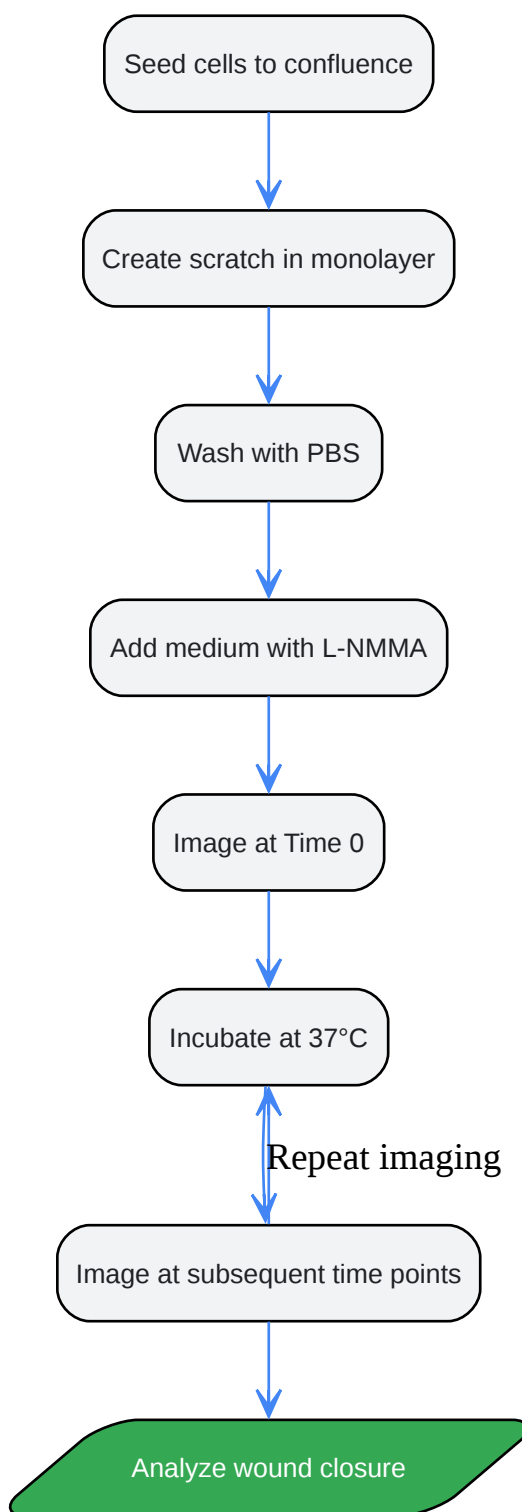 Seed cells to confluence
Create scratch in monolayer
Wash with PBS
Add medium with L-NMMA
Image at Time 0
Incubate at 37°C
Repeat imaging
Image at subsequent time points
Analyze wound closure